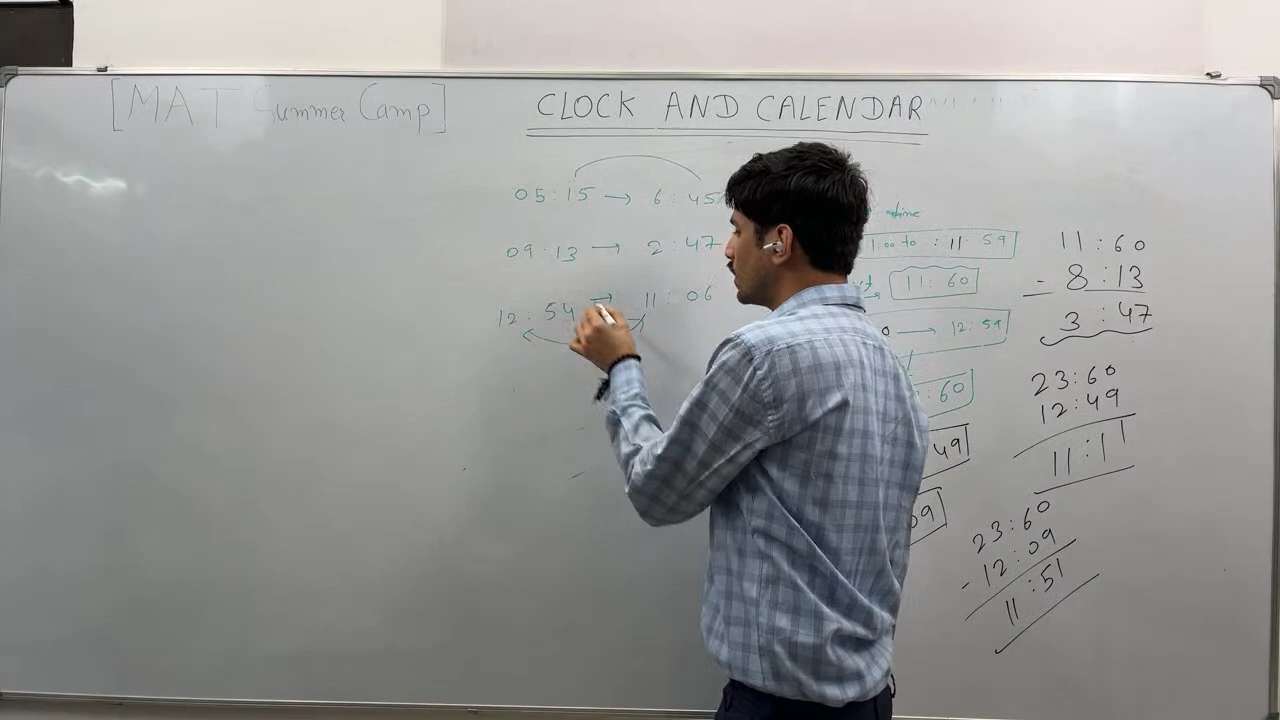 [MAT Summer Camp]
CLOCK AND CALENDAR
05:15 → 6:45
09:13 → 2:47
12:54 → 11:06
time
1:00 to : 11:59
11:60
→ 12:59
:60
49
09
11:60
- 8:13
3:47
23:60
12:49
11:11
23:60
- 12:09
11:51